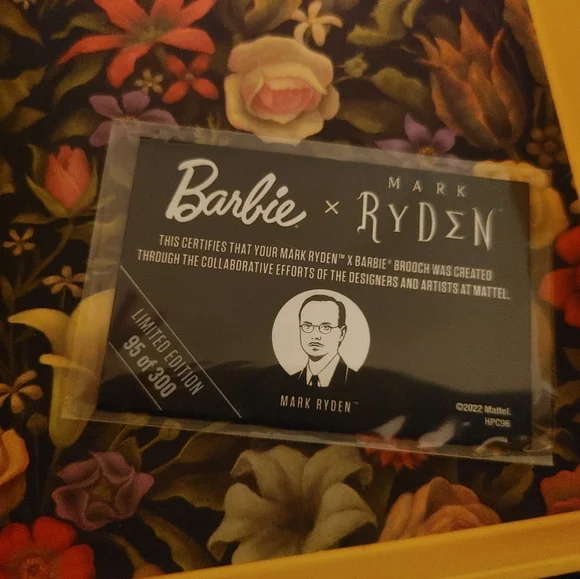 Barbie × MARK RYDEN™
THIS CERTIFIES THAT YOUR MARK RYDEN™ X BARBIE® BROOCH WAS CREATED
THROUGH THE COLLABORATIVE EFFORTS OF THE DESIGNERS AND ARTISTS AT MATTEL.
LIMITED EDITION
95 of 300
MARK RYDEN™
©2022 Mattel.
HPC96